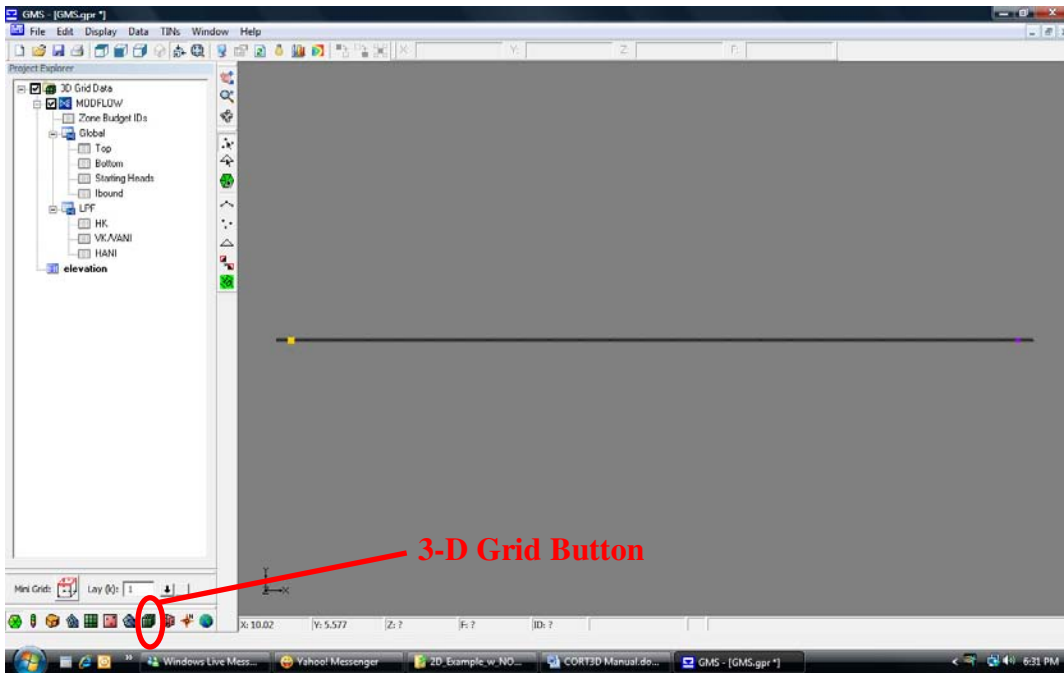 GMS - [GMS.gpr *]
File Edit Display Data TINs Window Help
X: Y: Z: F:
Project Explorer
3D Grid Data
MODFLOW
Zone Budget IDs
Global
Top
Bottom
Starting Heads
Ibound
LPF
HK
VK/VANI
HANI
elevation
3-D Grid Button
Y
X
Mini Grid: Lay (k): 1
X: 10.02 Y: 5.577 Z: ? F: ? ID: ?
Windows Live Mess... Yahoo! Messenger 2D_Example_w_NO... CORT3D Manual.do... GMS - [GMS.gpr *] 6:31 PM